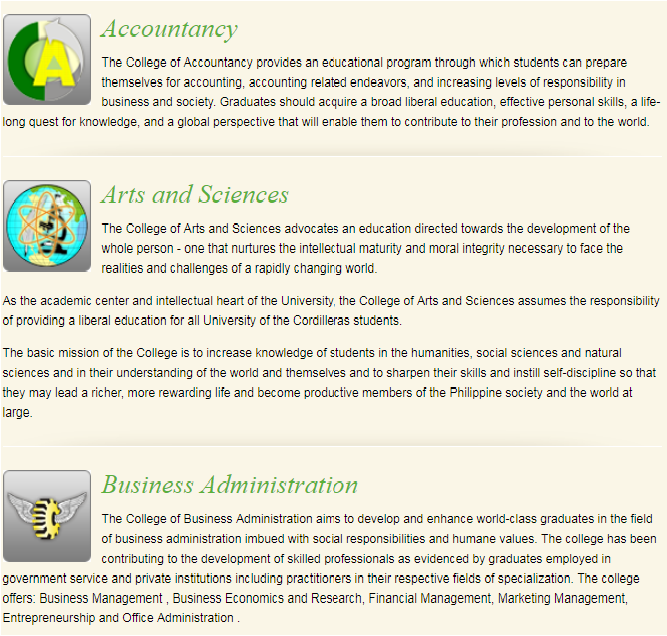 Accountancy
The College of Accountancy provides an educational program through which students can prepare
themselves for accounting, accounting related endeavors, and increasing levels of responsibility in
business and society. Graduates should acquire a broad liberal education, effective personal skills, a life-
long quest for knowledge, and a global perspective that will enable them to contribute to their profession and to the world.
Arts and Sciences
The College of Arts and Sciences advocates an education directed towards the development of the
whole person - one that nurtures the intellectual maturity and moral integrity necessary to face the
realities and challenges of a rapidly changing world.
As the academic center and intellectual heart of the University, the College of Arts and Sciences assumes the responsibility
of providing a liberal education for all University of the Cordilleras students.
The basic mission of the College is to increase knowledge of students in the humanities, social sciences and natural
sciences and in their understanding of the world and themselves and to sharpen their skills and instill self-discipline so that
they may lead a richer, more rewarding life and become productive members of the Philippine society and the world at
large.
Business Administration
The College of Business Administration aims to develop and enhance world-class graduates in the field
of business administration imbued with social responsibilities and humane values. The college has been
contributing to the development of skilled professionals as evidenced by graduates employed in
government service and private institutions including practitioners in their respective fields of specialization. The college
offers: Business Management , Business Economics and Research, Financial Management, Marketing Management,
Entrepreneurship and Office Administration .